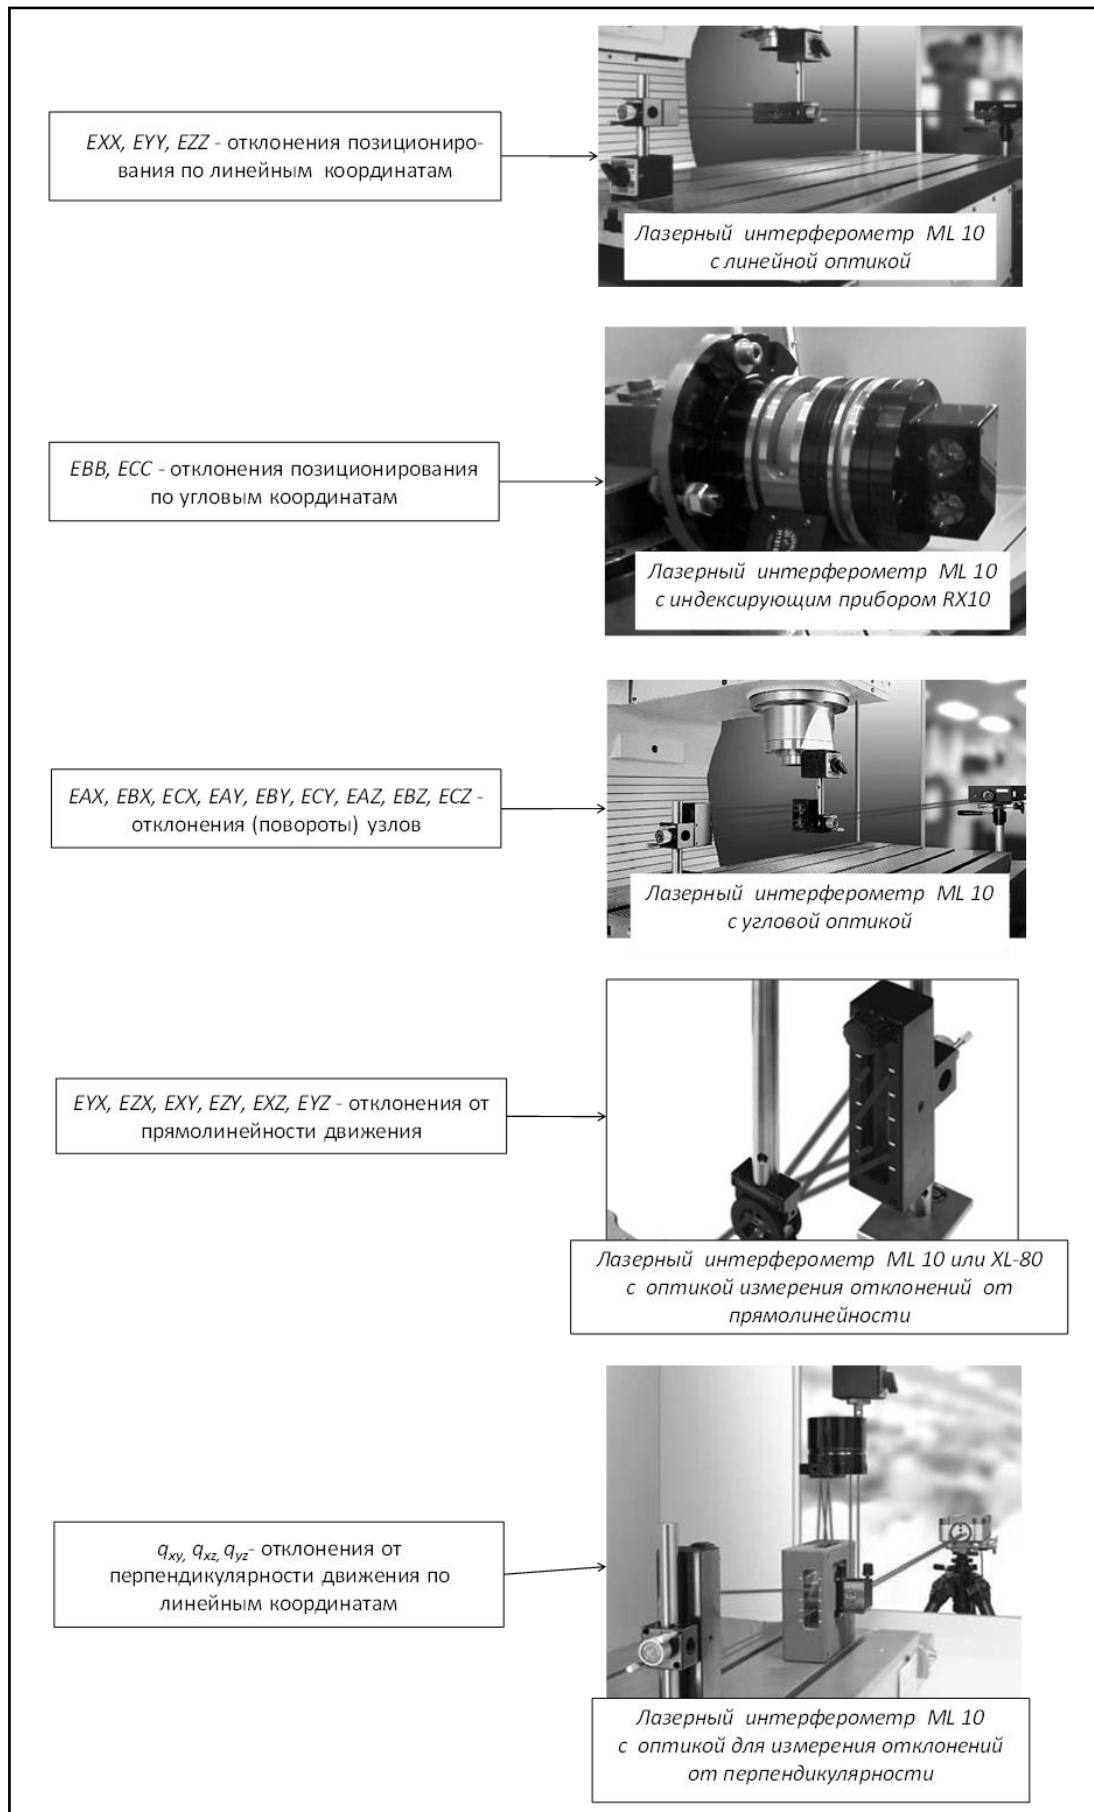 EXX, EYY, EZZ - отклонения позициониро-
вания по линейным координатам
Лазерный интерферометр ML 10
с линейной оптикой
EBB, ECC - отклонения позиционирования
по угловым координатам
Лазерный интерферометр ML 10
с индексирующим прибором RX10
EAX, EBX, ECX, EAY, EBY, ECY, EAZ, EBZ, ECZ -
отклонения (повороты) узлов
Лазерный интерферометр ML 10
с угловой оптикой
EYX, EZX, EXY, EZY, EXZ, EYZ - отклонения от
прямолинейности движения
Лазерный интерферометр ML 10 или XL-80
с оптикой измерения отклонений от
прямолинейности
qxy, qxz, qyz- отклонения от
перпендикулярности движения по
линейным координатам
Лазерный интерферометр ML 10
с оптикой для измерения отклонений
от перпендикулярности